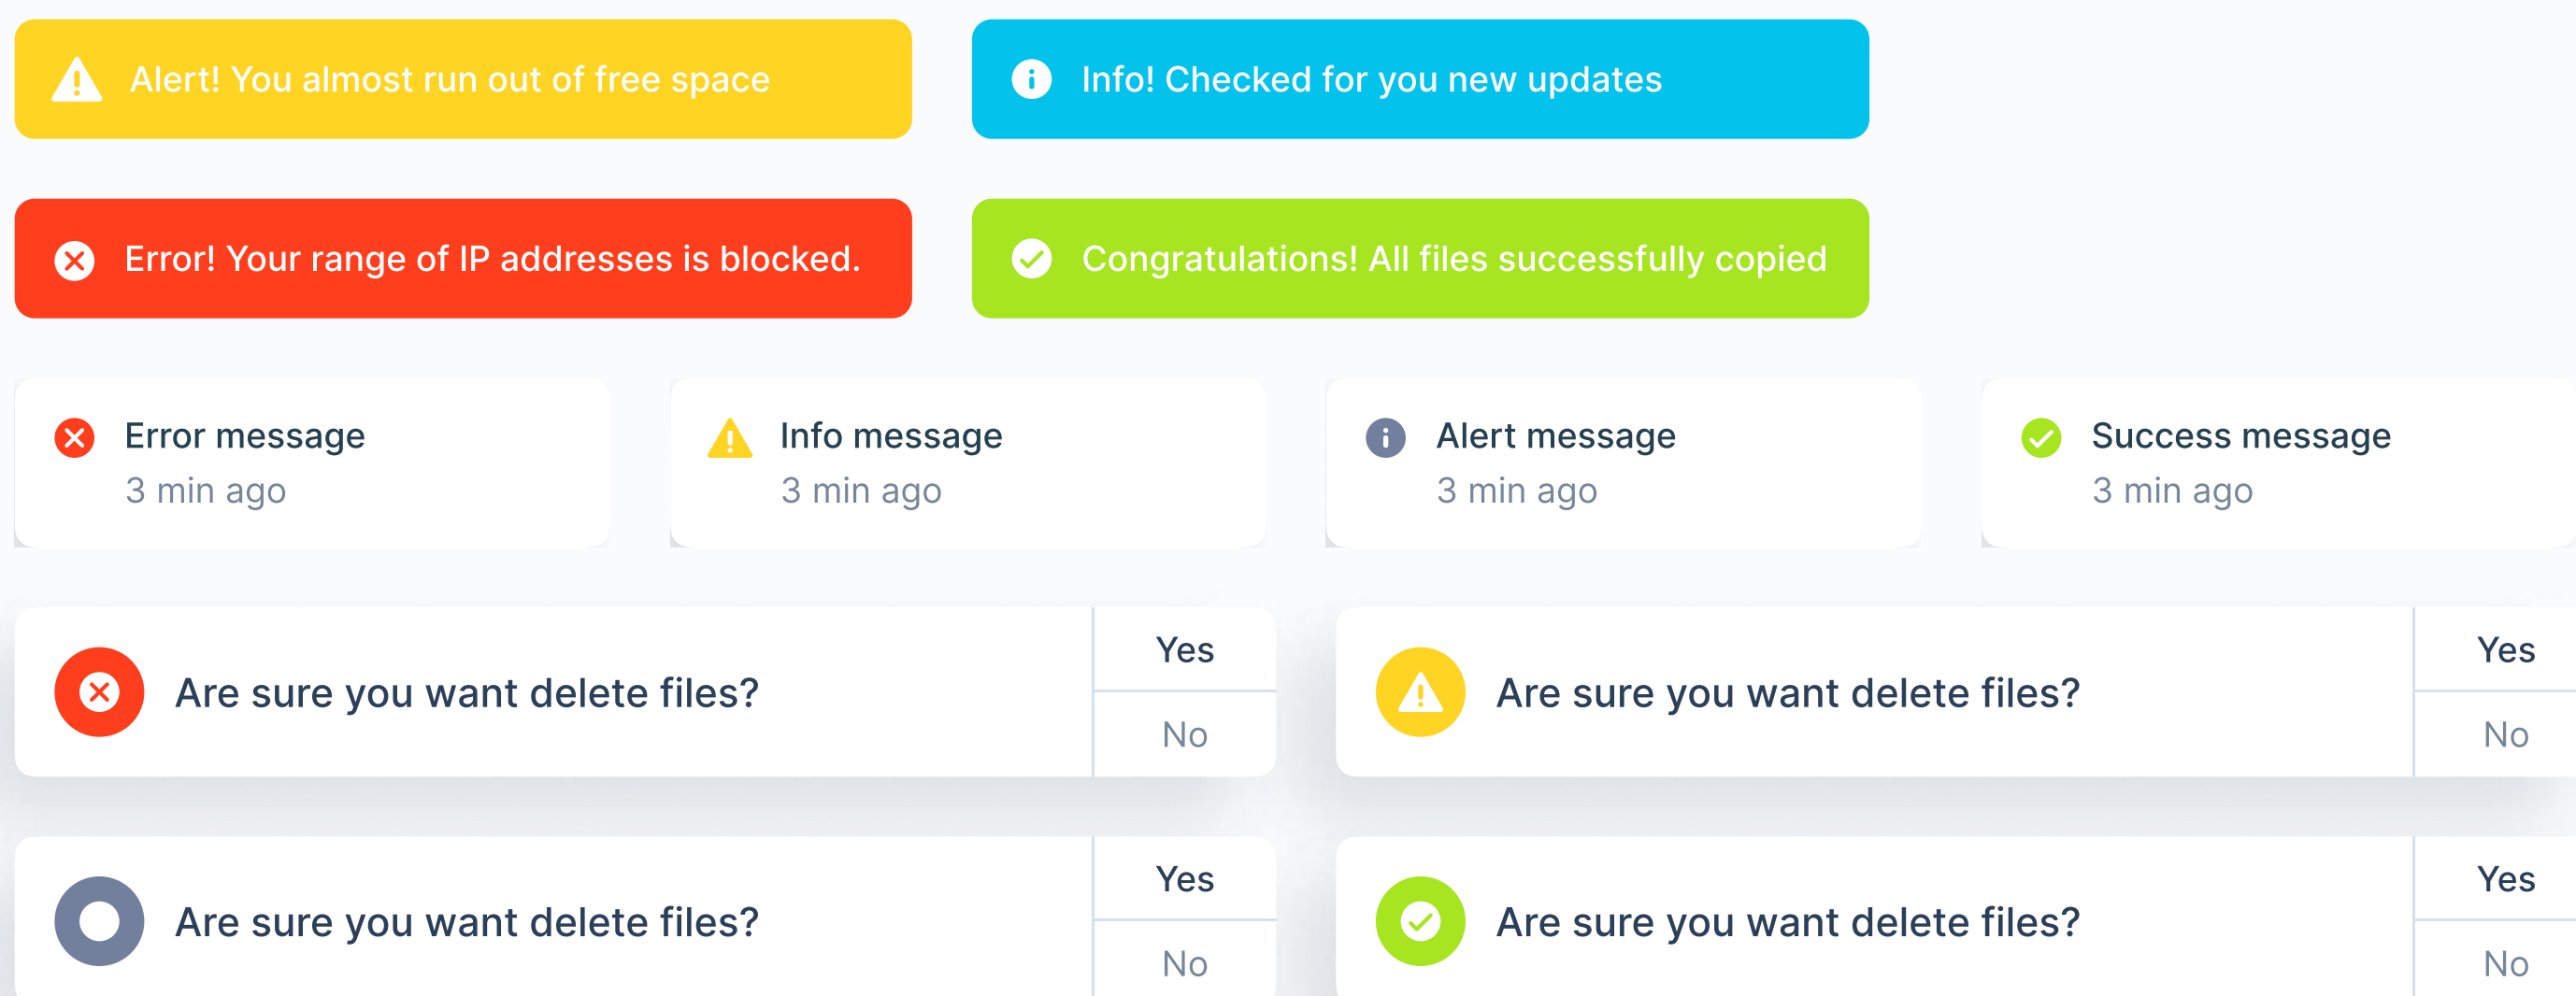 Alert! You almost run out of free space
Info! Checked for you new updates
Error! Your range of IP addresses is blocked.
Congratulations! All files successfully copied
Error message
3 min ago
Info message
3 min ago
Alert message
3 min ago
Success message
3 min ago
Are sure you want delete files?
Yes
No
Are sure you want delete files?
Yes
No
Are sure you want delete files?
Yes
No
Are sure you want delete files?
Yes
No